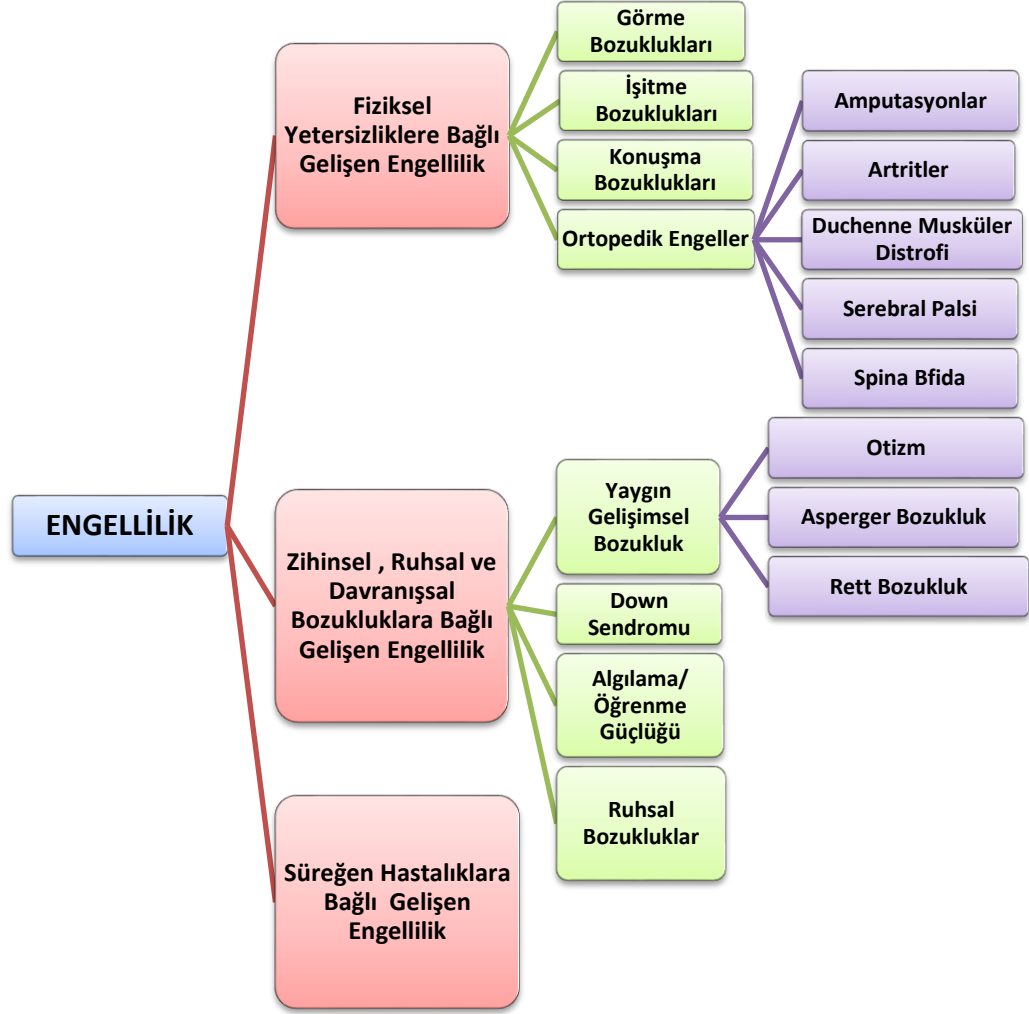 ENGELLİLİK
Fiziksel
Yetersizliklere Bağlı
Gelişen Engellilik
Görme
Bozuklukları
İşitme
Bozuklukları
Konuşma
Bozuklukları
Ortopedik Engeller
Amputasyonlar
Artritler
Duchenne Musküler
Distrofi
Serebral Palsi
Spina Bfida
Zihinsel , Ruhsal ve
Davranışsal
Bozukluklara Bağlı
Gelişen Engellilik
Yaygın
Gelişimsel
Bozukluk
Otizm
Asperger Bozukluk
Rett Bozukluk
Down
Sendromu
Algılama/
Öğrenme
Güçlüğü
Ruhsal
Bozukluklar
Süreğen Hastalıklara
Bağlı  Gelişen
Engellilik